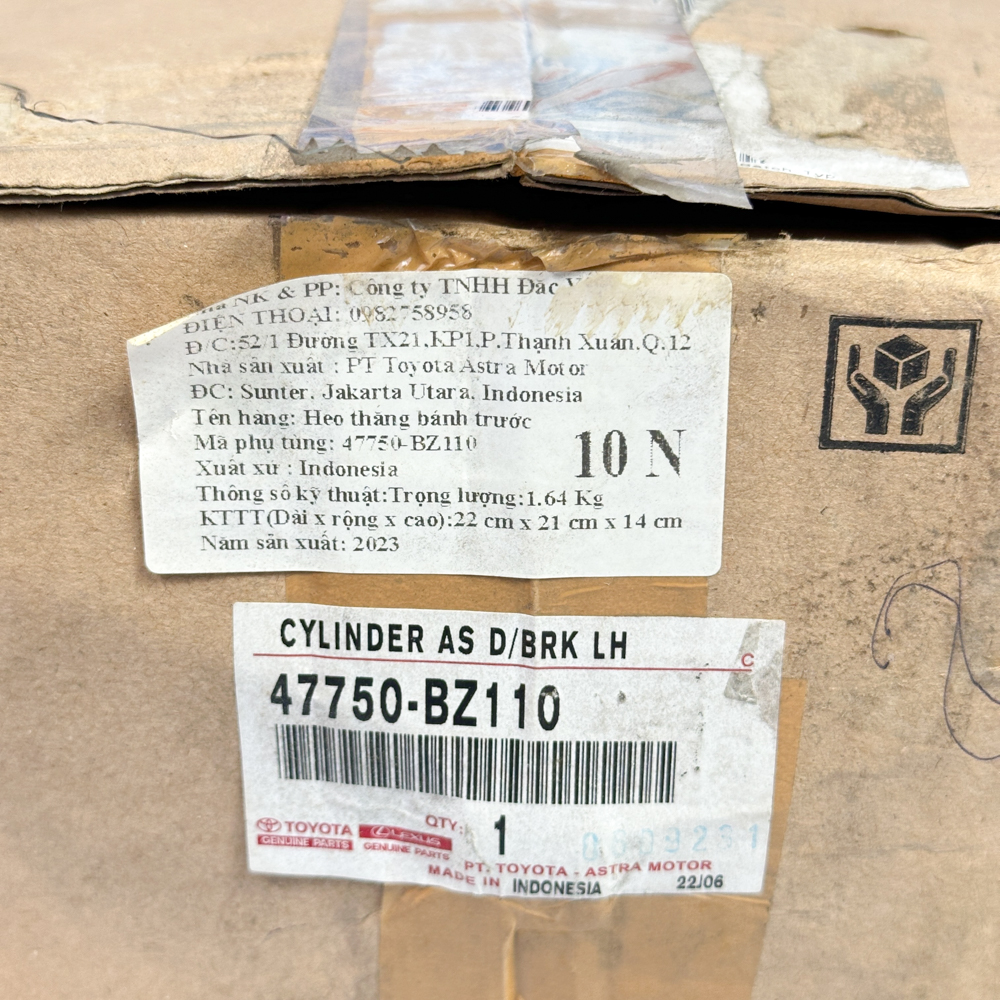 NK & PP: Công ty TNHH Đăc
ĐIỆN THOẠI: 0982758958
Đ/C:52/1 Đường TX21,KP1,P.Thạnh Xuân,Q.12
Nhà sản xuất : PT Toyota Astra Motor
ĐC: Sunter, Jakarta Utara, Indonesia
Tên hàng: Heo thắng bánh trước
Mã phụ tùng: 47750-BZ110
10 N
Xuất xứ : Indonesia
Thông số kỹ thuật:Trọng lượng:1.64 Kg
KTTT(Dài x rộng x cao):22 cm x 21 cm x 14 cm
Năm sản xuất: 2023
CYLINDER AS D/BRK LH
C
47750-BZ110
TOYOTA
GENUINE PARTS
LEXUS
GENUINE PARTS
QTY: 1
PT. TOYOTA - ASTRA MOTOR
MADE IN INDONESIA 22J06